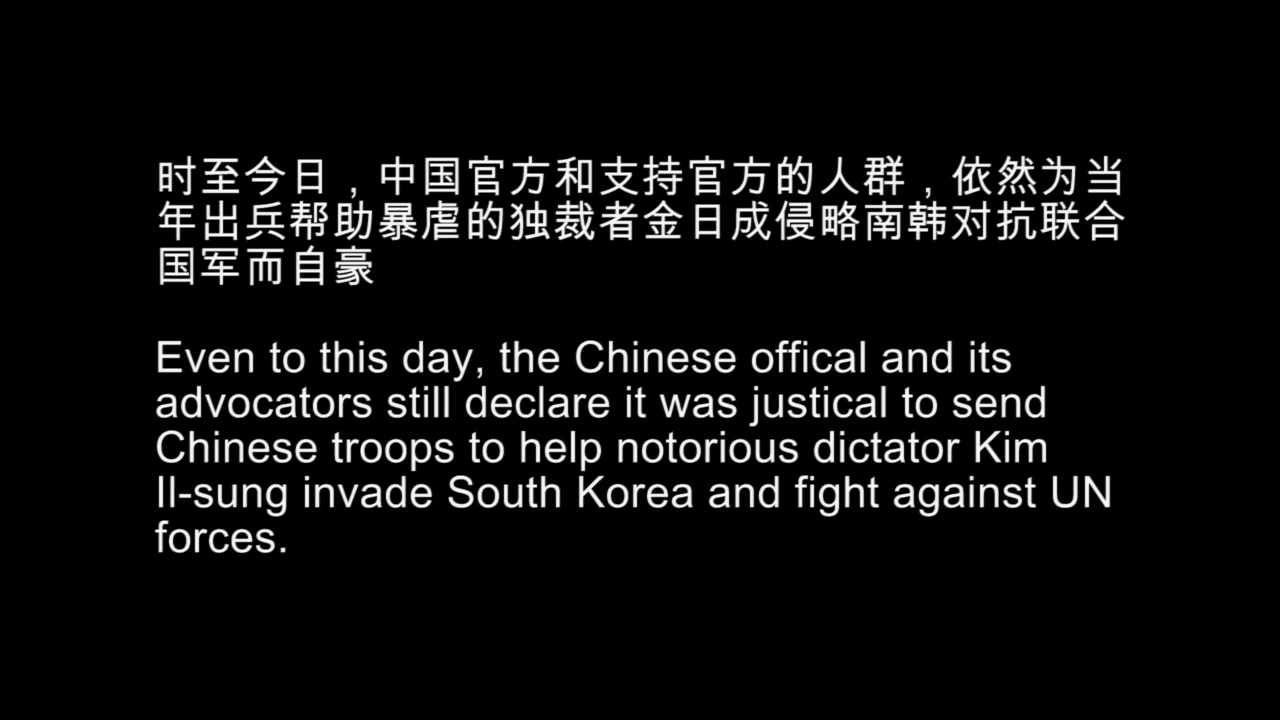 时至今日，中国官方和支持官方的人群，依然为当
年出兵帮助暴虐的独裁者金日成侵略南韩对抗联合
国军而自豪
Even to this day, the Chinese offical and its
advocators still declare it was justical to send
Chinese troops to help notorious dictator Kim
Il-sung invade South Korea and fight against UN
forces.